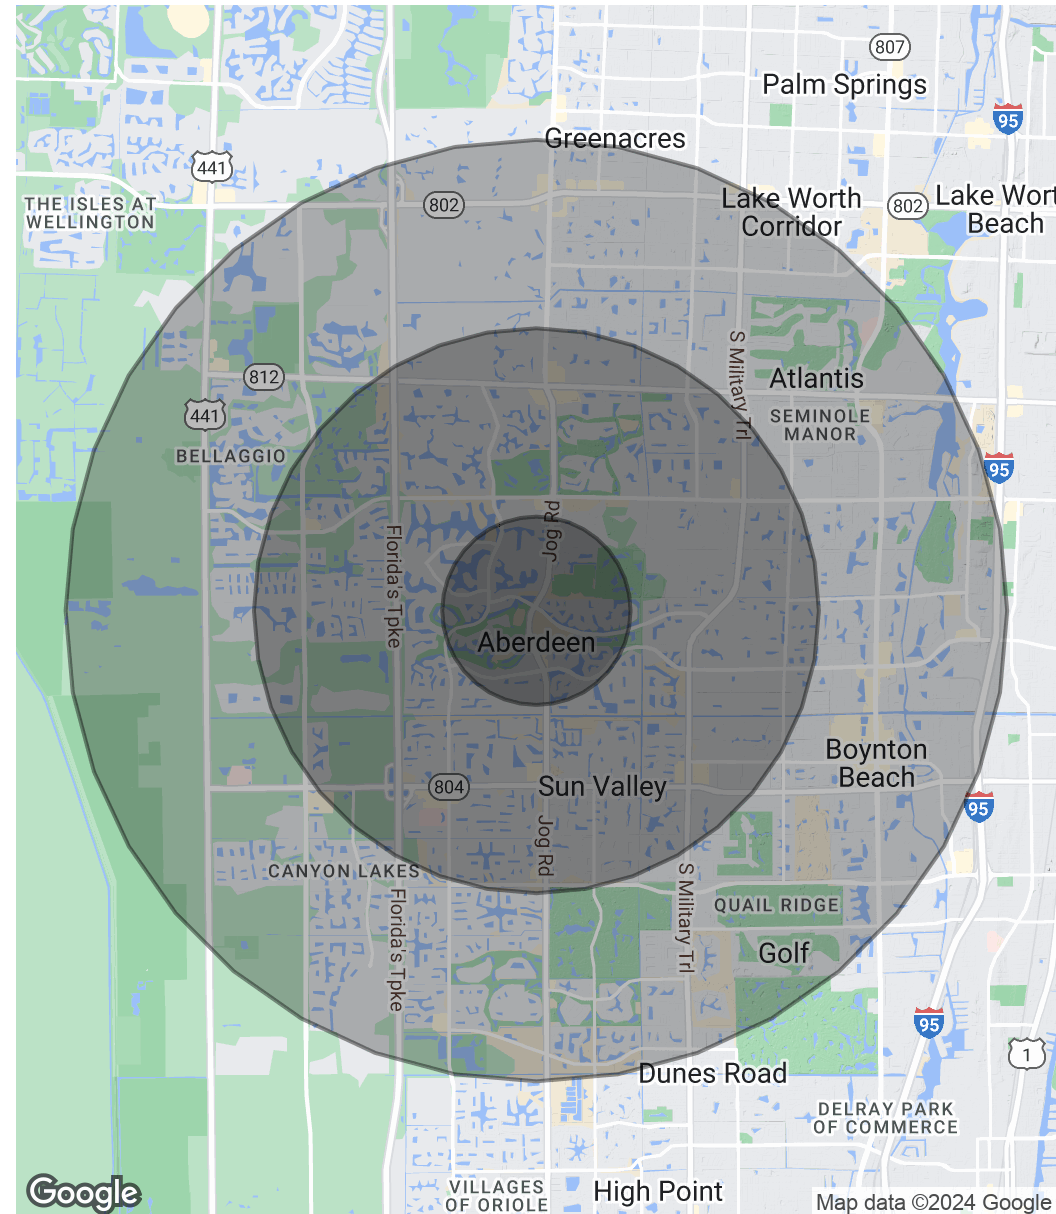 807
Palm Springs
95
Greenacres
441
802
THE ISLES AT
WELLINGTON
Lake Worth
Corridor
802
Lake Wort
Beach
S Military Trl
812
Atlantis
441
SEMINOLE
MANOR
BELLAGGIO
95
Jog Rd
Florida's Tpke
Aberdeen
Boynton
Beach
804
Sun Valley
95
Jog Rd
CANYON LAKES
S Military Trl
Florida's Tpke
QUAIL RIDGE
Golf
95
1
Dunes Road
DELRAY PARK
OF COMMERCE
VILLAGES
OF ORIOLE
High Point
Google
Map data ©2024 Google